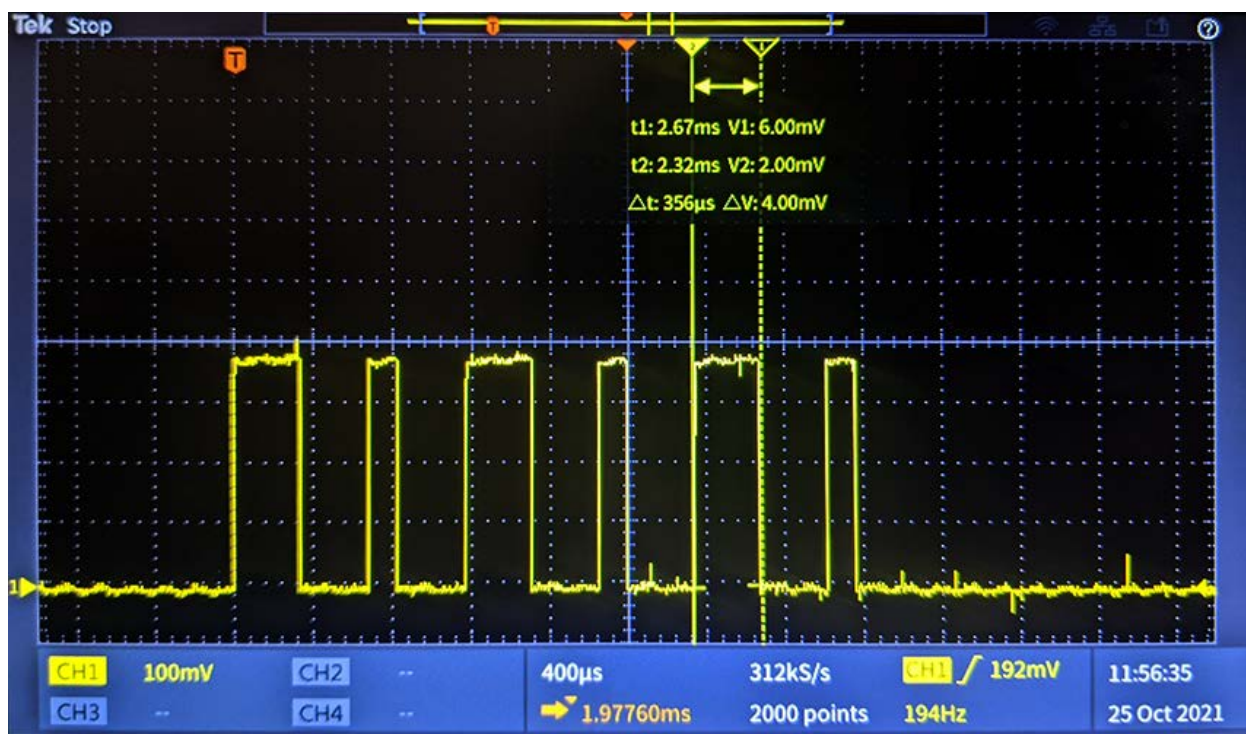 Tek Stop
T
T
2 1
t1: 2.67ms V1: 6.00mV
t2: 2.32ms V2: 2.00mV
△t: 356µs △V: 4.00mV
1
CH1 100mV CH2 -- 400µs 312kS/s CH1 192mV 11:56:35
CH3 -- CH4 -- 1.97760ms 2000 points 194Hz 25 Oct 2021